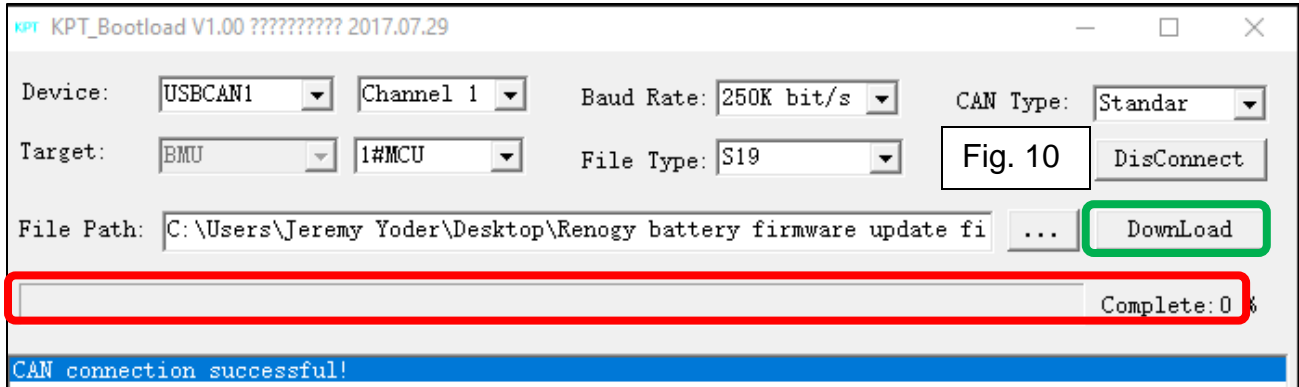 KPT KPT_Bootload V1.00 ?????????? 2017.07.29
Device: USBCAN1 Channel 1 Baud Rate: 250K bit/s CAN Type: Standar
Target: BMU 1#MCU File Type: S19 Fig. 10 DisConnect
File Path: C:\Users\Jeremy Yoder\Desktop\Renogy battery firmware update fi ... DownLoad
Complete:0 %
CAN connection successful!